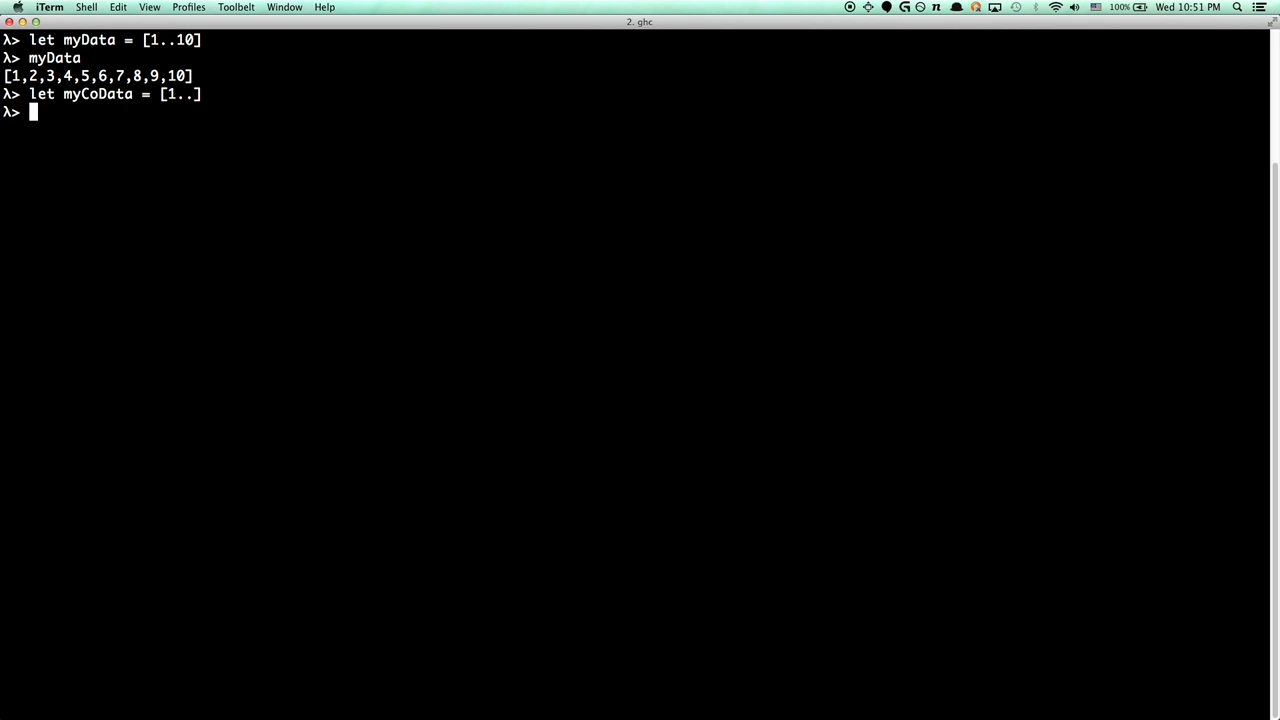 iTerm Shell Edit View Profiles Toolbelt Window Help 100% Wed 10:51 PM
2. ghc
λ> let myData = [1..10]
λ> myData
[1,2,3,4,5,6,7,8,9,10]
λ> let myCoData = [1..]
λ>